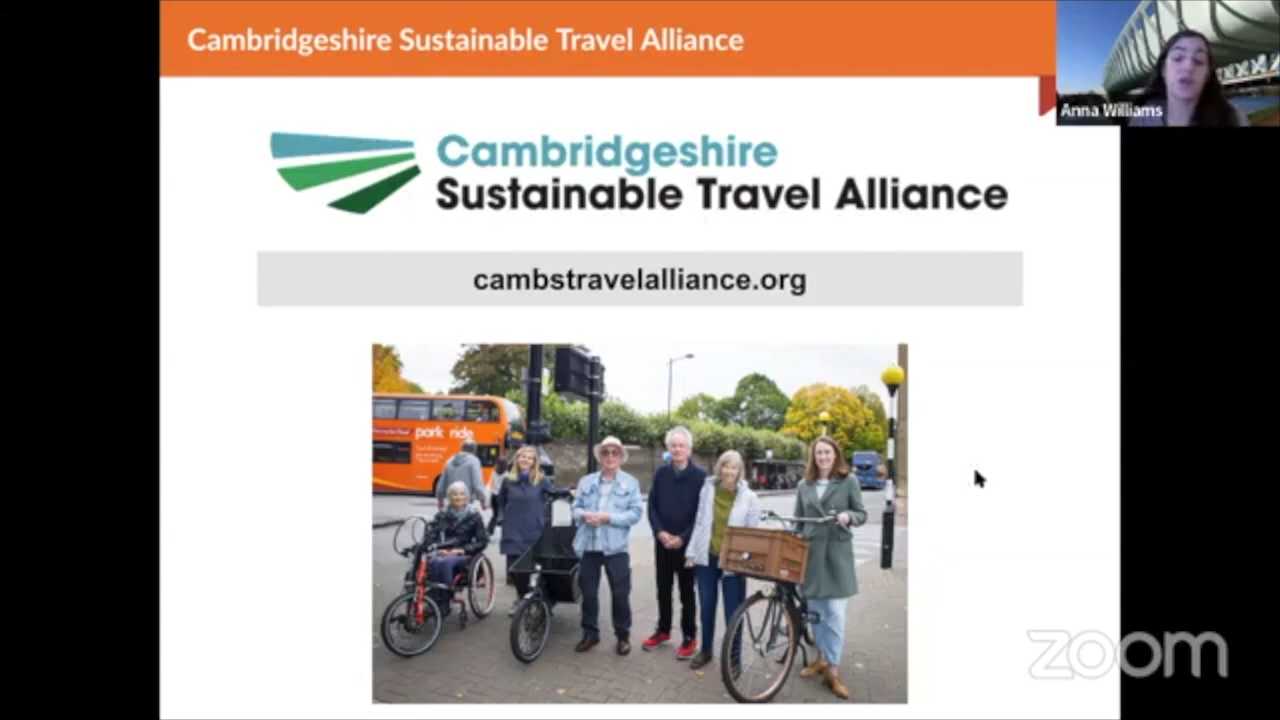 Cambridgeshire Sustainable Travel Alliance
Anna Williams
Cambridgeshire
Sustainable Travel Alliance
cambstravelalliance.org
park ride
zoom